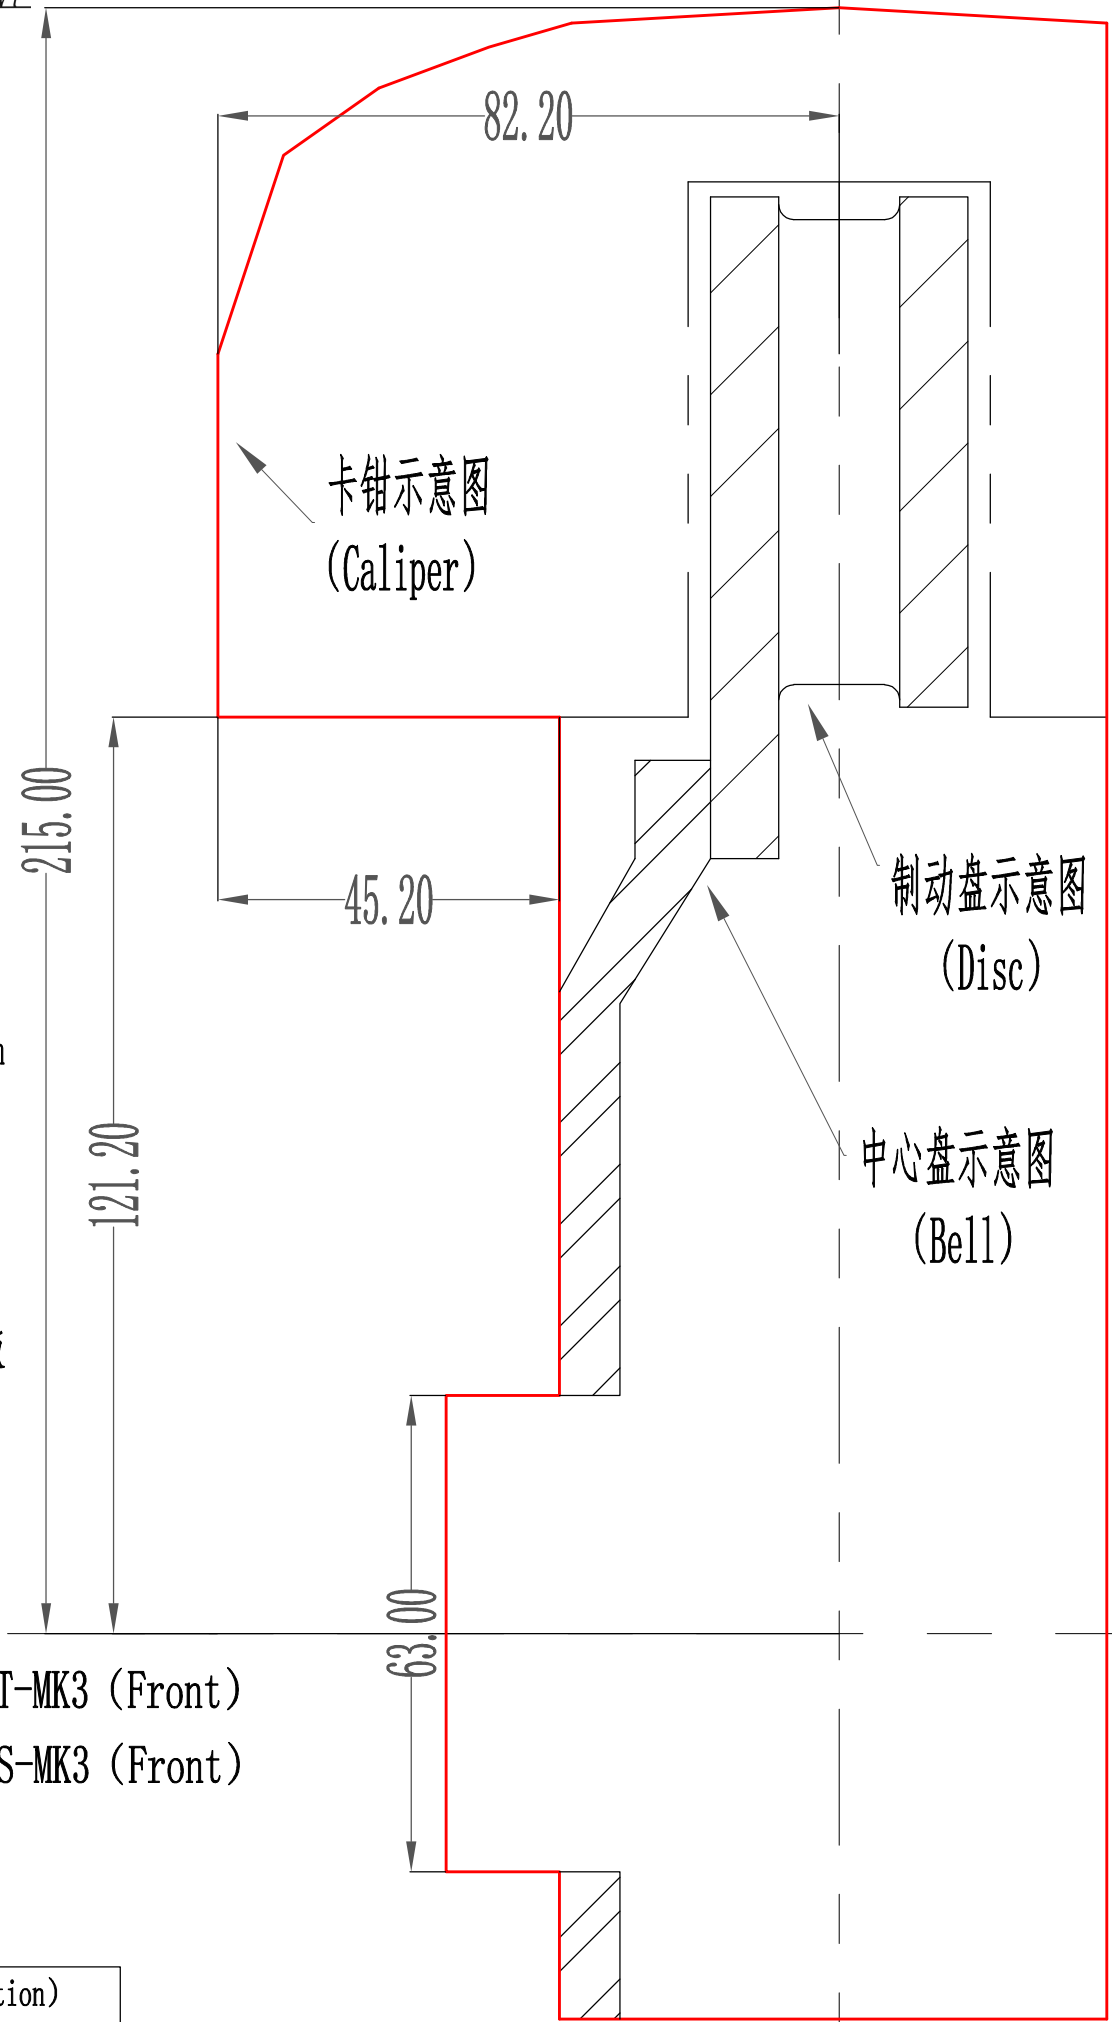 82.20
卡钳示意图
(Caliper)
215.00
45.20
制动盘示意图
(Disc)
121.20
中心盘示意图
(Bell)
63.00
T-MK3 (Front)
S-MK3 (Front)
tion)